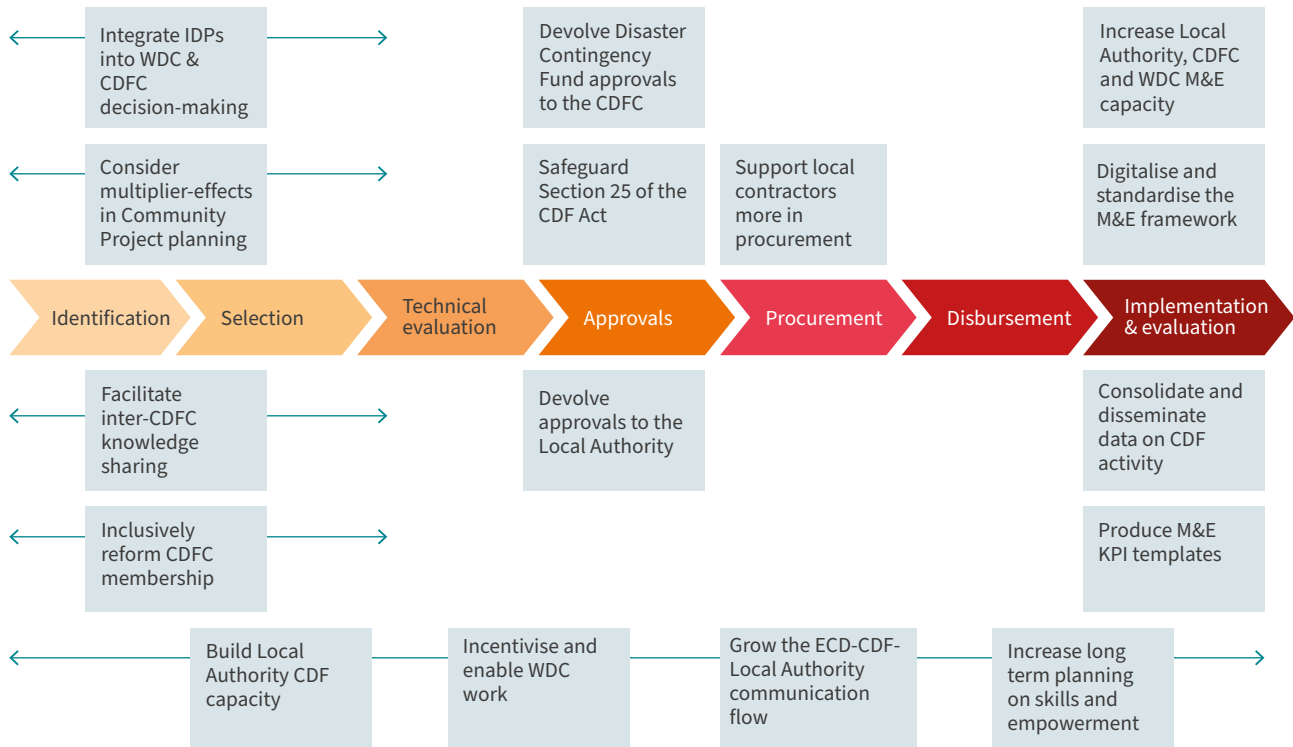 Integrate IDPs
into WDC &
CDFC
decision-making
Devolve Disaster
Contingency
Fund approvals
to the CDFC
Increase Local
Authority, CDFC
and WDC M&E
capacity
Consider
multiplier-effects
in Community
Project planning
Safeguard
Section 25 of the
CDF Act
Support local
contractors
more in
procurement
Digitalise and
standardise the
M&E framework
Identification
Selection
Technical
evaluation
Approvals
Procurement
Disbursement
Implementation
& evaluation
Facilitate
inter-CDFC
knowledge
sharing
Devolve
approvals to the
Local Authority
Consolidate and
disseminate
data on CDF
activity
Inclusively
reform CDFC
membership
Produce M&E
KPI templates
Build Local
Authority CDF
capacity
Incentivise and
enable WDC
work
Grow the ECD-CDF-
Local Authority
communication
flow
Increase long
term planning
on skills and
empowerment